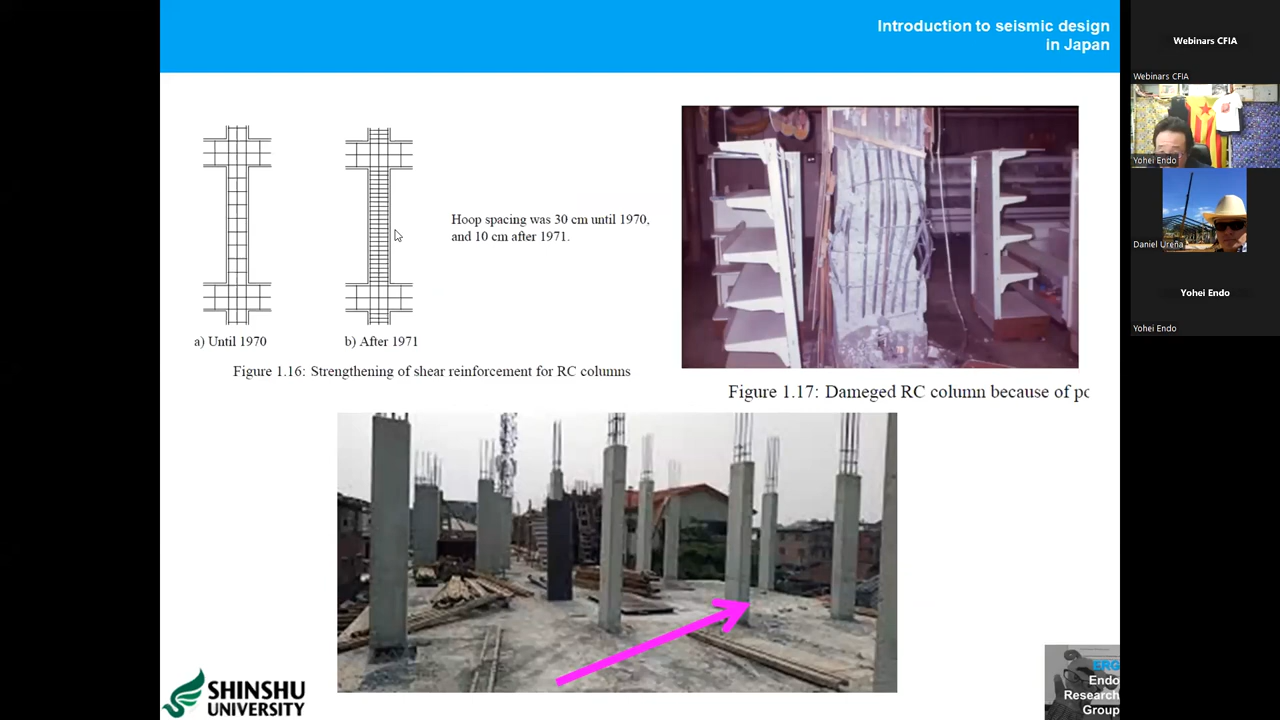 Introduction to seismic design
in Japan
Hoop spacing was 30 cm until 1970,
and 10 cm after 1971.
a) Until 1970
b) After 1971
Figure 1.16: Strengthening of shear reinforcement for RC columns
Figure 1.17: Dameged RC column because of po
SHINSHU
UNIVERSITY
ERG
Endo
Research
Group
Webinars CFIA
Webinars CFIA
Yohei Endo
Daniel Ureña
Yohei Endo
Yohei Endo